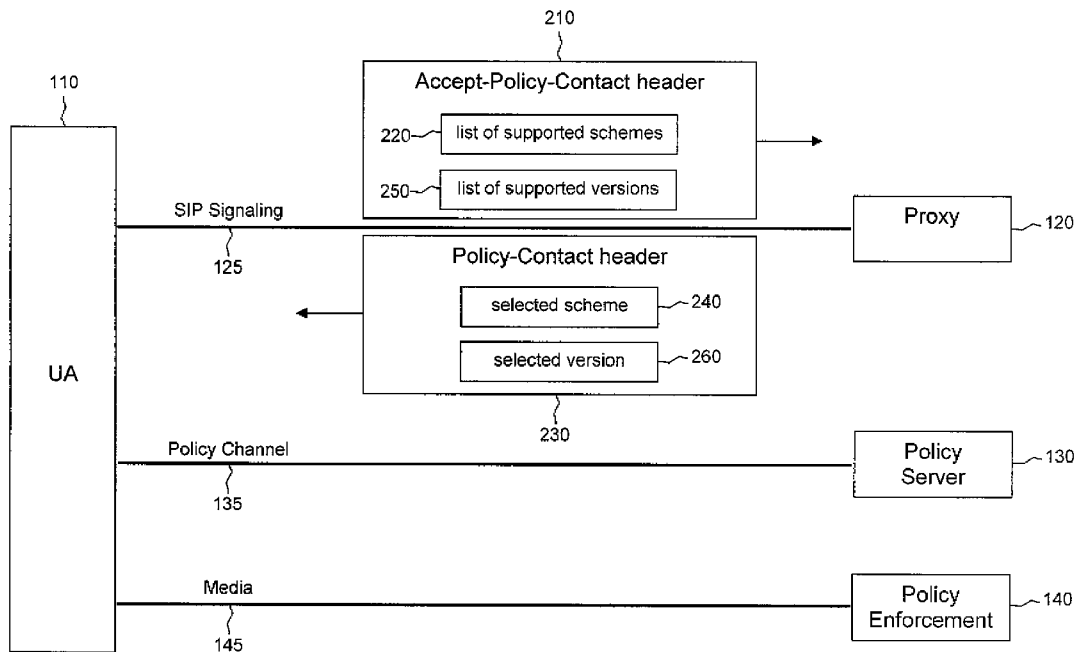 210
Accept-Policy-Contact header
110
220
list of supported schemes
250
list of supported versions
SIP Signaling
125
Proxy
120
Policy-Contact header
selected scheme
240
selected version
260
UA
230
Policy Channel
135
Policy
Server
130
Media
145
Policy
Enforcement
140